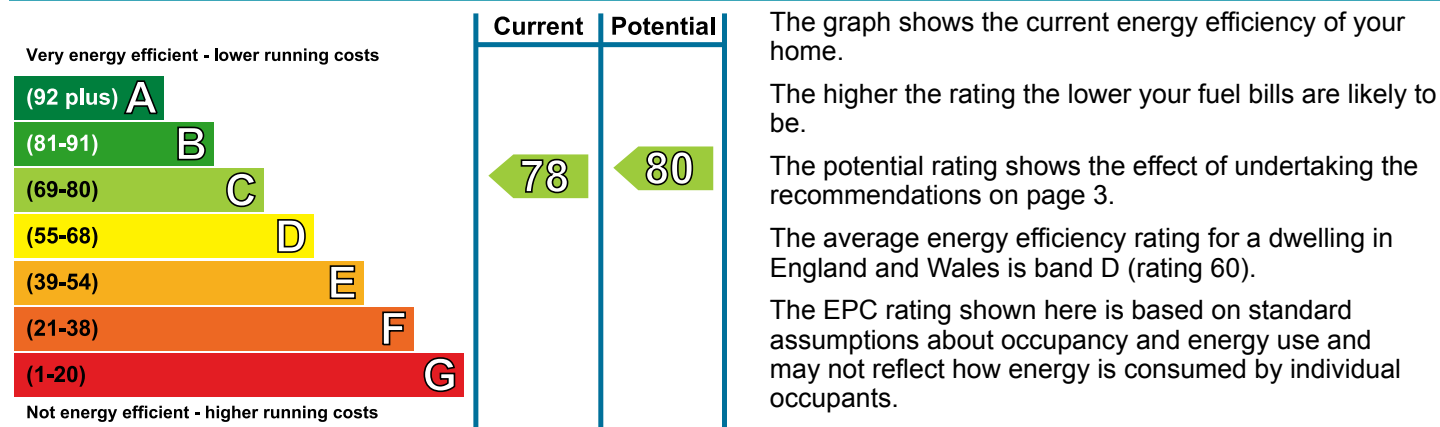 Current Potential
Very energy efficient - lower running costs
(92 plus) A
(81-91) B
(69-80) C
(55-68) D
(39-54) E
(21-38) F
(1-20) G
Not energy efficient - higher running costs
78
80
The graph shows the current energy efficiency of your
home.
The higher the rating the lower your fuel bills are likely to
be.
The potential rating shows the effect of undertaking the
recommendations on page 3.
The average energy efficiency rating for a dwelling in
England and Wales is band D (rating 60).
The EPC rating shown here is based on standard
assumptions about occupancy and energy use and
may not reflect how energy is consumed by individual
occupants.